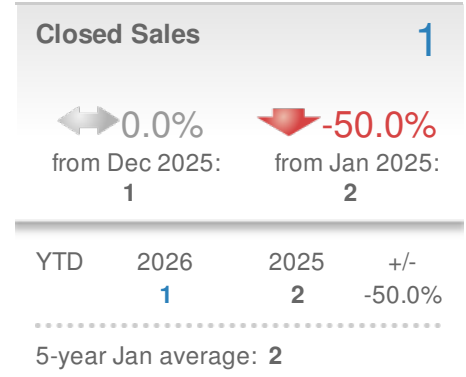 Closed Sales 1
0.0% -50.0%
from Dec 2025: from Jan 2025:
1 2
YTD 2026 2025 +/-
1 2 -50.0%
5-year Jan average: 2